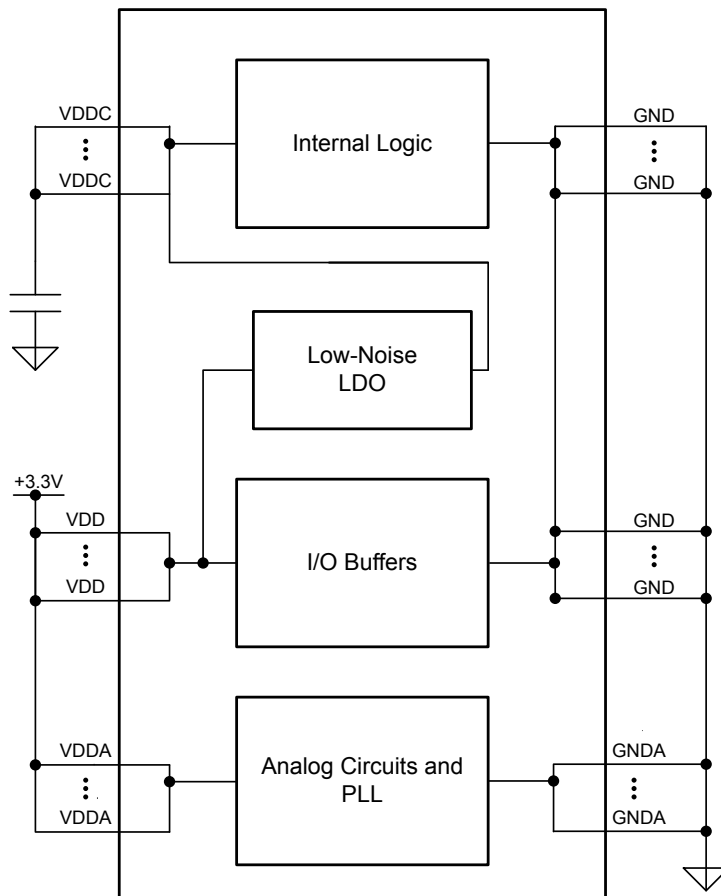 VDDC
GND
Internal Logic
VDDC
GND
Low-Noise
LDO
+3.3V
VDD
GND
I/O Buffers
VDD
GND
VDDA
GNDA
Analog Circuits and
PLL
VDDA
GNDA